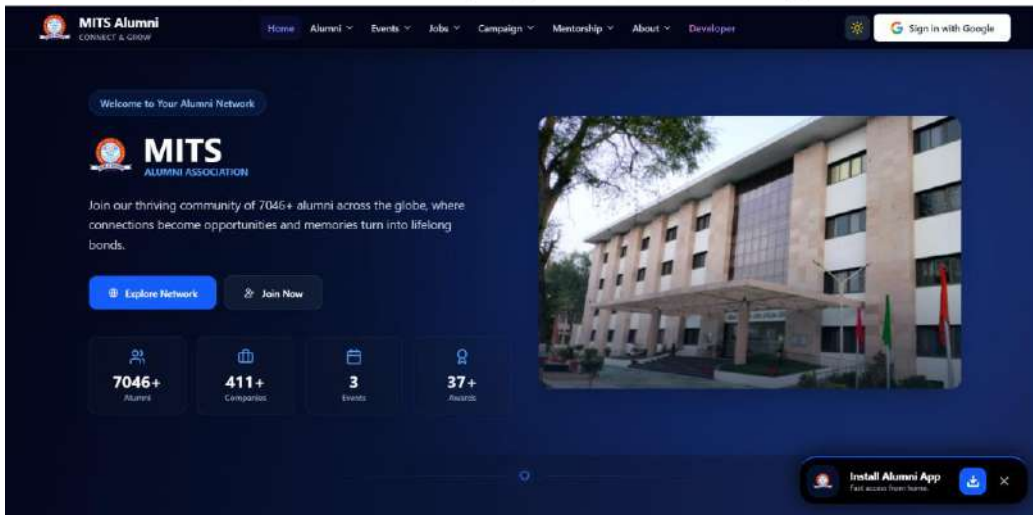 MITS Alumni
CONNECT & GROW
Home Alumni Events Jobs Campaign Mentorship About Developer
Sign in with Google
Welcome to Your Alumni Network
MITS
ALUMNI ASSOCIATION
Join our thriving community of 7046+ alumni across the globe, where
connections become opportunities and memories turn into lifelong
bonds.
Explore Network Join Now
7046+ 411+ 3 37+
Alumni Companies Events Awards
Install Alumni App
Fast access from home.